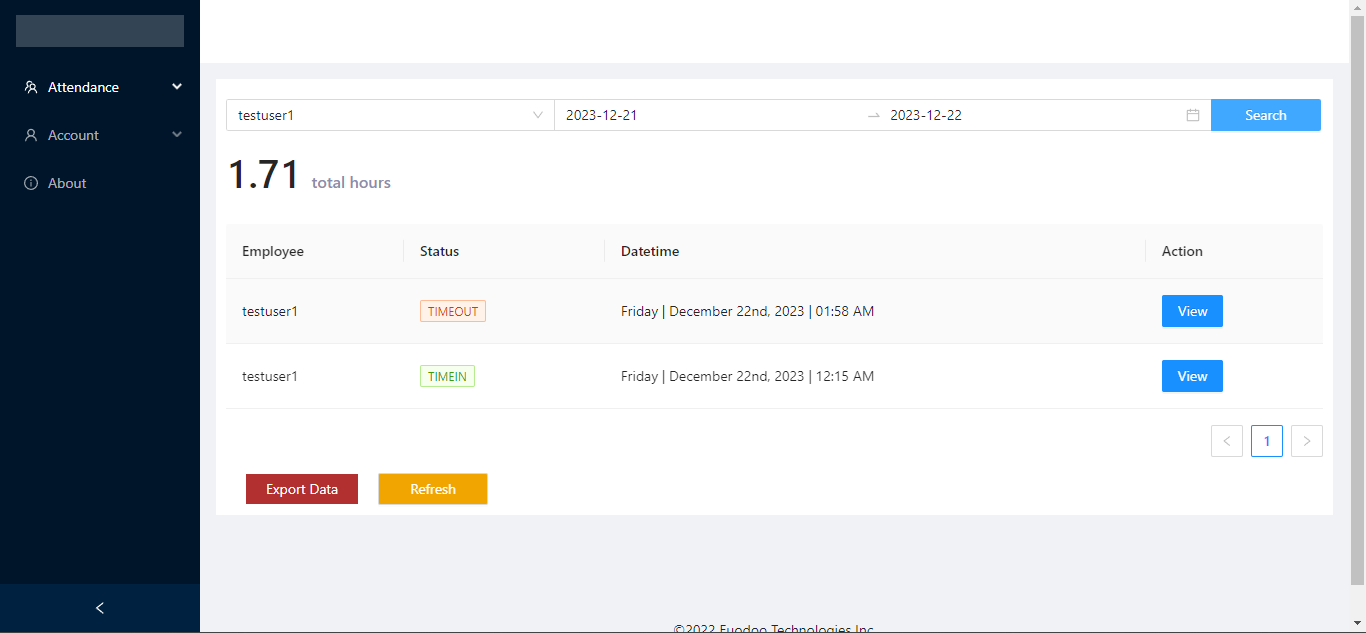 Attendance
Account
About
testuser1 2023-12-21 → 2023-12-22 Search
1.71 total hours
Employee Status Datetime Action
testuser1 TIMEOUT Friday | December 22nd, 2023 | 01:58 AM View
testuser1 TIMEIN Friday | December 22nd, 2023 | 12:15 AM View
< 1 >
Export Data Refresh
<
©2022 Fuodoo Technologies Inc